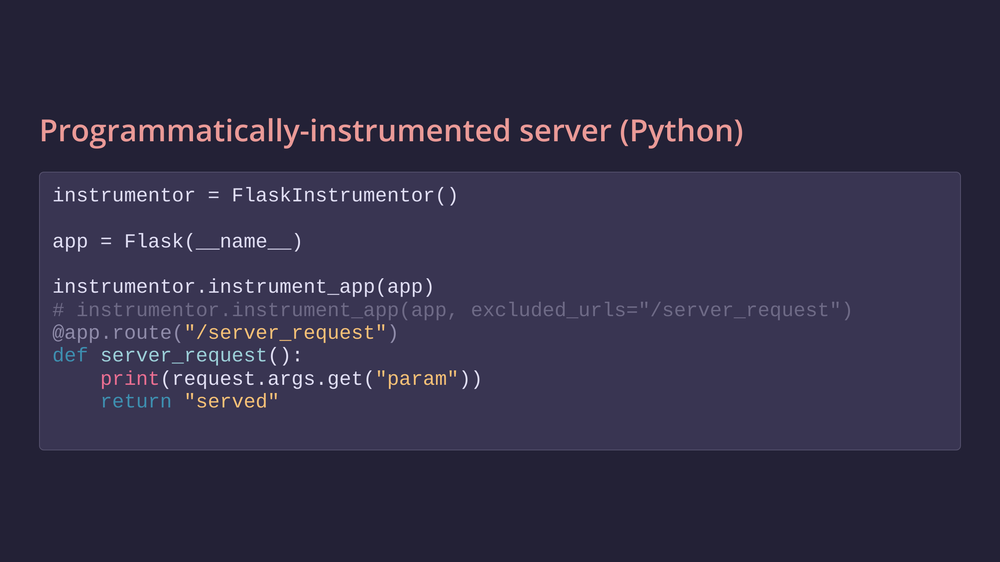 Programmatically-instrumented server (Python)
instrumentor = FlaskInstrumentor()
app = Flask(__name__)
instrumentor.instrument_app(app)
# instrumentor.instrument_app(app, excluded_urls="/server_request")
@app.route("/server_request")
def server_request():
    print(request.args.get("param"))
    return "served"